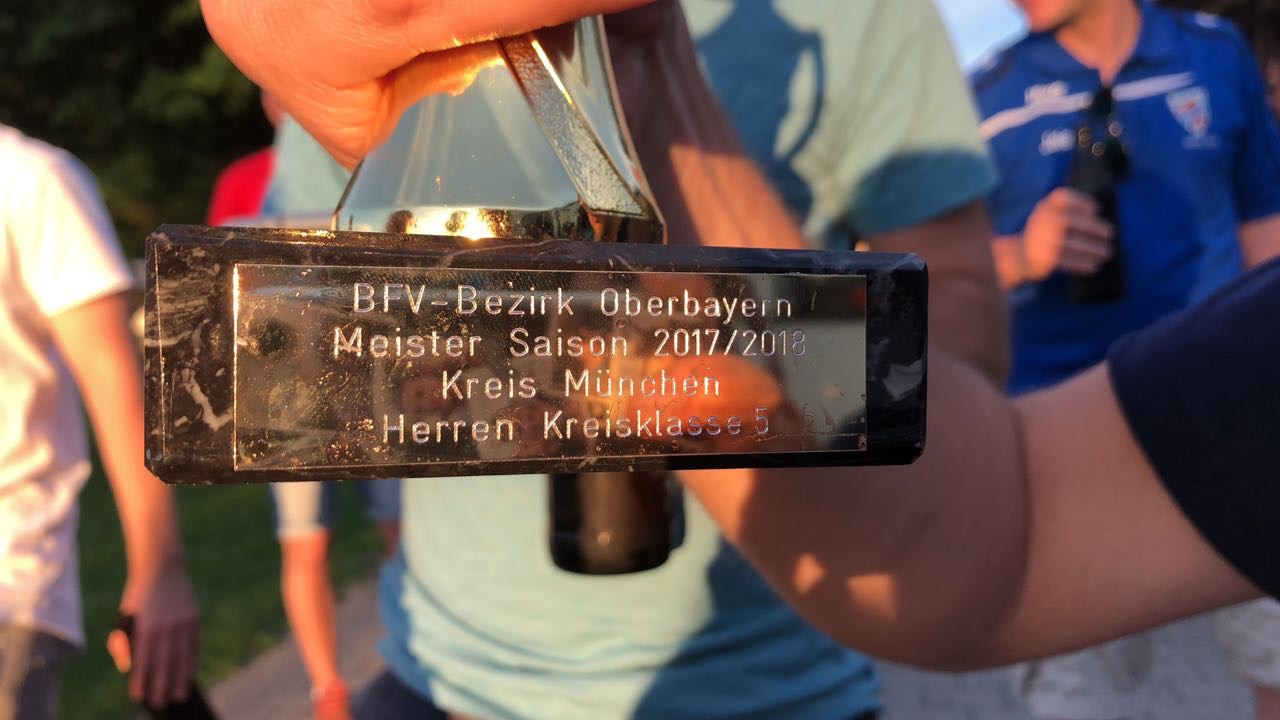 BFV-Bezirk Oberbayern
Meister Saison 2017/2018
Kreis München
Herren Kreisklasse 5